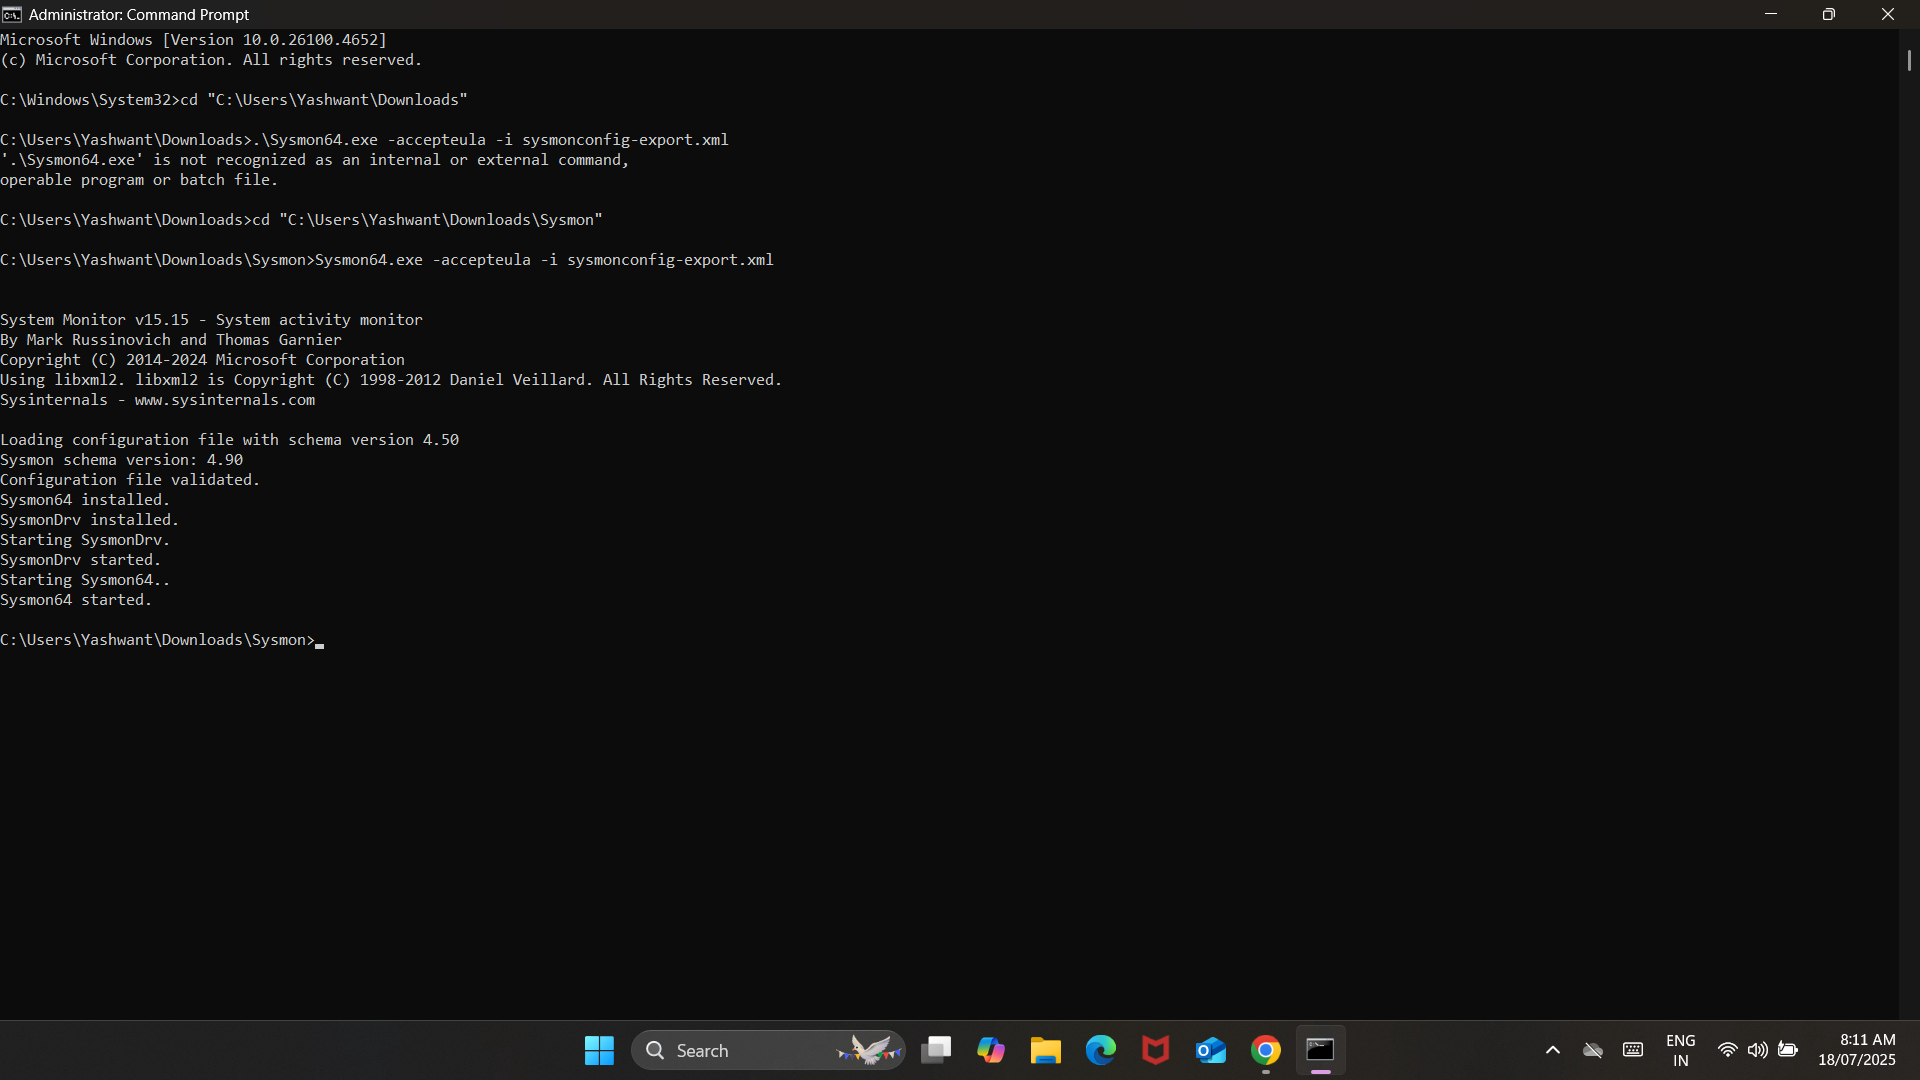 Administrator: Command Prompt
Microsoft Windows [Version 10.0.26100.4652]
(c) Microsoft Corporation. All rights reserved.
C:\Windows\System32>cd "C:\Users\Yashwant\Downloads"
C:\Users\Yashwant\Downloads>.\Sysmon64.exe -accepteula -i sysmonconfig-export.xml
'.\Sysmon64.exe' is not recognized as an internal or external command,
operable program or batch file.
C:\Users\Yashwant\Downloads>cd "C:\Users\Yashwant\Downloads\Sysmon"
C:\Users\Yashwant\Downloads\Sysmon>Sysmon64.exe -accepteula -i sysmonconfig-export.xml
System Monitor v15.15 - System activity monitor
By Mark Russinovich and Thomas Garnier
Copyright (C) 2014-2024 Microsoft Corporation
Using libxml2. libxml2 is Copyright (C) 1998-2012 Daniel Veillard. All Rights Reserved.
Sysinternals - www.sysinternals.com
Loading configuration file with schema version 4.50
Sysmon schema version: 4.90
Configuration file validated.
Sysmon64 installed.
SysmonDrv installed.
Starting SysmonDrv.
SysmonDrv started.
Starting Sysmon64..
Sysmon64 started.
C:\Users\Yashwant\Downloads\Sysmon>
Search
ENG
IN
8:11 AM
18/07/2025